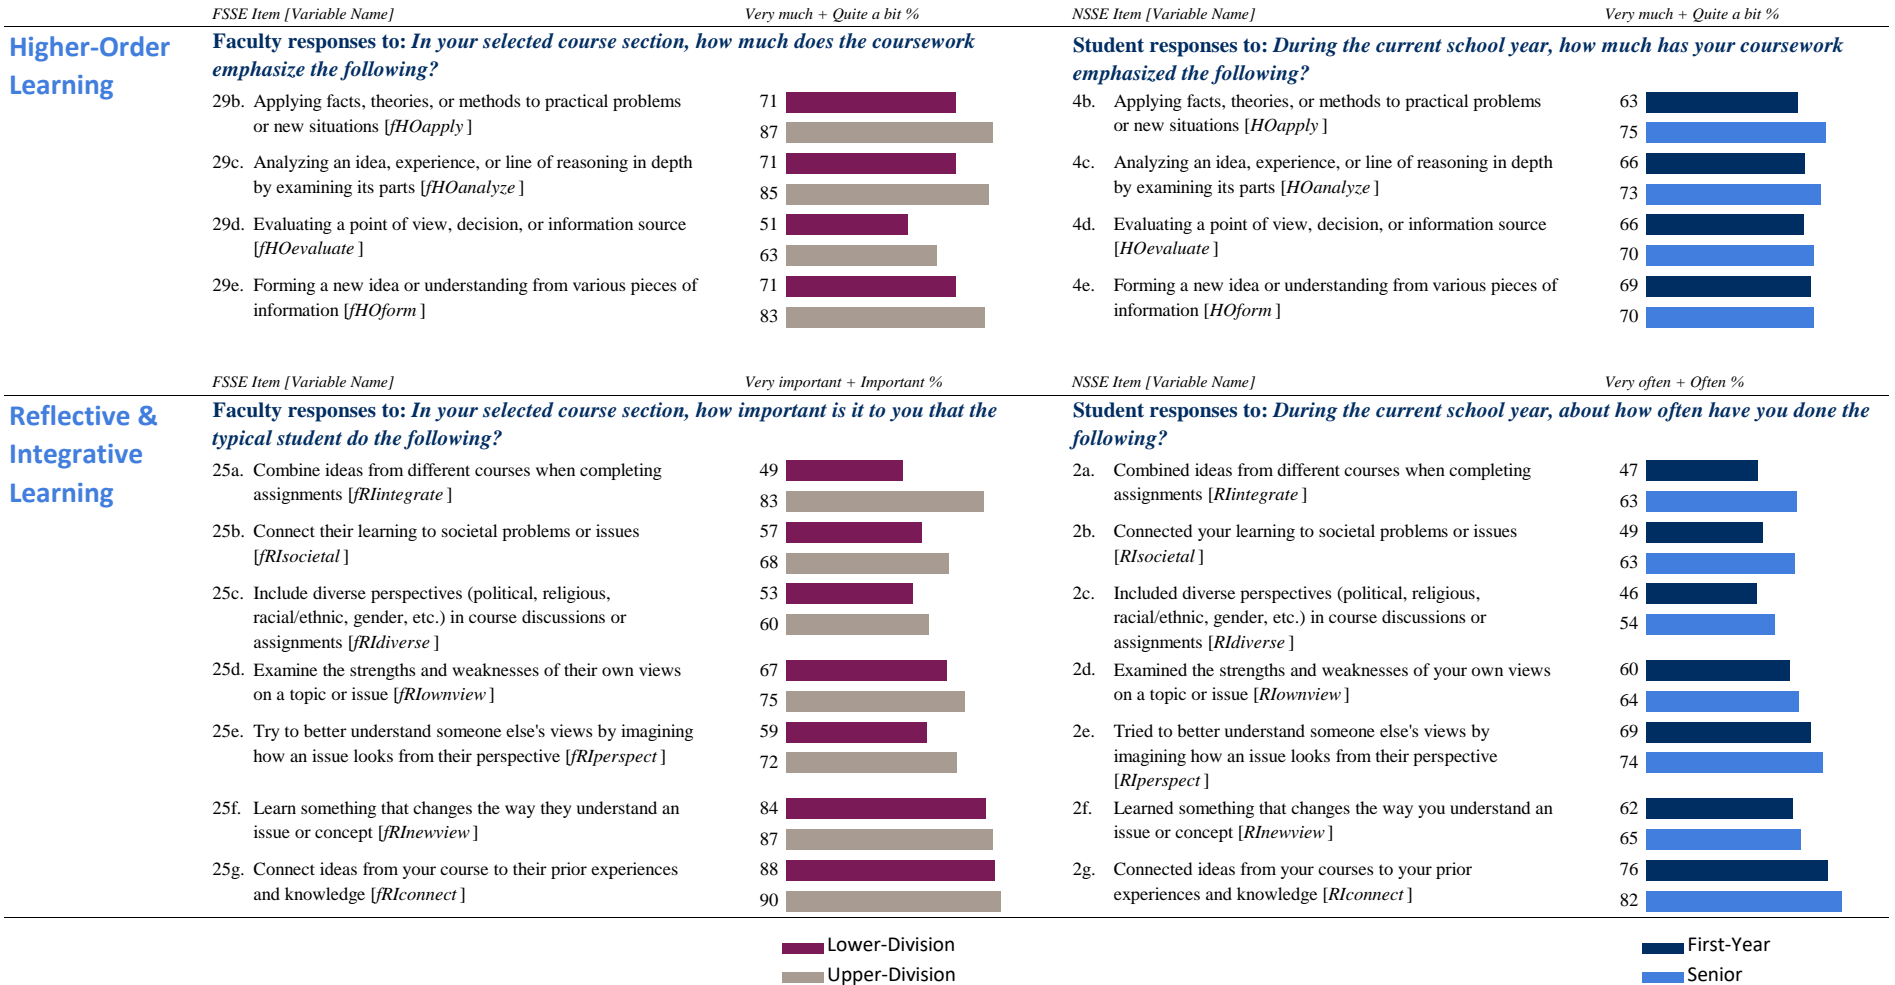 FSSE Item [Variable Name] Very much + Quite a bit % NSSE Item [Variable Name] Very much + Quite a bit %
Higher-Order
Learning
Faculty responses to: In your selected course section, how much does the coursework
emphasize the following?
29b. Applying facts, theories, or methods to practical problems 71
or new situations [fHOapply ] 87
29c. Analyzing an idea, experience, or line of reasoning in depth 71
by examining its parts [fHOanalyze ] 85
29d. Evaluating a point of view, decision, or information source 51
[fHOevaluate ] 63
29e. Forming a new idea or understanding from various pieces of 71
information [fHOform ] 83
Student responses to: During the current school year, how much has your coursework
emphasized the following?
4b. Applying facts, theories, or methods to practical problems 63
or new situations [HOapply ] 75
4c. Analyzing an idea, experience, or line of reasoning in depth 66
by examining its parts [HOanalyze ] 73
4d. Evaluating a point of view, decision, or information source 66
[HOevaluate ] 70
4e. Forming a new idea or understanding from various pieces of 69
information [HOform ] 70
FSSE Item [Variable Name] Very important + Important % NSSE Item [Variable Name] Very often + Often %
Reflective &
Integrative
Learning
Faculty responses to: In your selected course section, how important is it to you that the
typical student do the following?
25a. Combine ideas from different courses when completing 49
assignments [fRIintegrate ] 83
25b. Connect their learning to societal problems or issues 57
[fRIsocietal ] 68
25c. Include diverse perspectives (political, religious, 53
racial/ethnic, gender, etc.) in course discussions or 60
assignments [fRIdiverse ]
25d. Examine the strengths and weaknesses of their own views 67
on a topic or issue [fRIownview ] 75
25e. Try to better understand someone else's views by imagining 59
how an issue looks from their perspective [fRIperspect ] 72
25f. Learn something that changes the way they understand an 84
issue or concept [fRInewview ] 87
25g. Connect ideas from your course to their prior experiences 88
and knowledge [fRIconnect ] 90
Student responses to: During the current school year, about how often have you done the
following?
2a. Combined ideas from different courses when completing 47
assignments [RIintegrate ] 63
2b. Connected your learning to societal problems or issues 49
[RIsocietal ] 63
2c. Included diverse perspectives (political, religious, 46
racial/ethnic, gender, etc.) in course discussions or 54
assignments [RIdiverse ]
2d. Examined the strengths and weaknesses of your own views 60
on a topic or issue [RIownview ] 64
2e. Tried to better understand someone else's views by 69
imagining how an issue looks from their perspective 74
[RIperspect ]
2f. Learned something that changes the way you understand an 62
issue or concept [RInewview ] 65
2g. Connected ideas from your courses to your prior 76
experiences and knowledge [RIconnect ] 82
Lower-Division
Upper-Division
First-Year
Senior